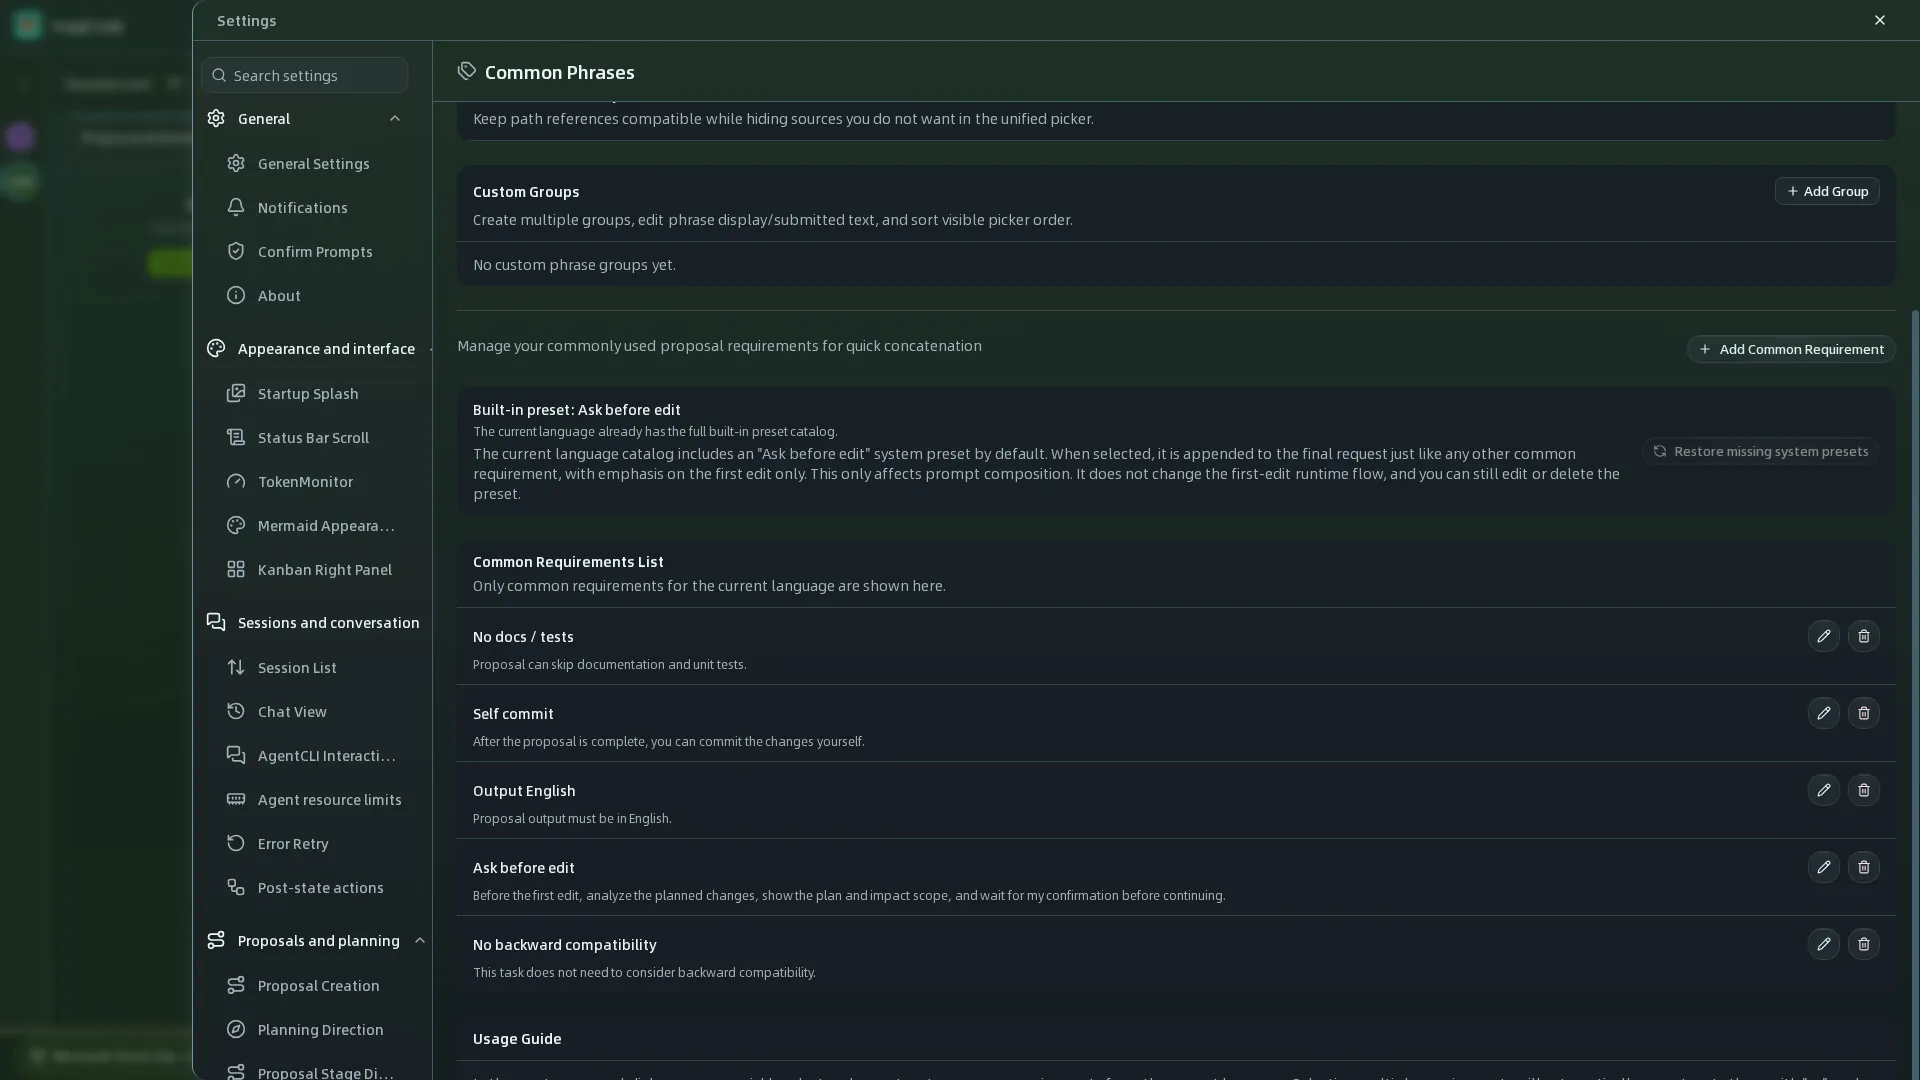 Settings
Search settings
General
General Settings
Notifications
Confirm Prompts
About
Appearance and interface
Startup Splash
Status Bar Scroll
TokenMonitor
Mermaid Appeara...
Kanban Right Panel
Sessions and conversation
Session List
Chat View
AgentCLI Interacti...
Agent resource limits
Error Retry
Post-state actions
Proposals and planning
Proposal Creation
Planning Direction
Proposal Stage Di...
Common Phrases
Keep path references compatible while hiding sources you do not want in the unified picker.
Custom Groups
Add Group
Create multiple groups, edit phrase display/submitted text, and sort visible picker order.
No custom phrase groups yet.
Manage your commonly used proposal requirements for quick concatenation
Add Common Requirement
Built-in preset: Ask before edit
The current language already has the full built-in preset catalog.
The current language catalog includes an "Ask before edit" system preset by default. When selected, it is appended to the final request just like any other common
requirement, with emphasis on the first edit only. This only affects prompt composition. It does not change the first-edit runtime flow, and you can still edit or delete the
preset.
Restore missing system presets
Common Requirements List
Only common requirements for the current language are shown here.
No docs / tests
Proposal can skip documentation and unit tests.
Self commit
After the proposal is complete, you can commit the changes yourself.
Output English
Proposal output must be in English.
Ask before edit
Before the first edit, analyze the planned changes, show the plan and impact scope, and wait for my confirmation before continuing.
No backward compatibility
This task does not need to consider backward compatibility.
Usage Guide